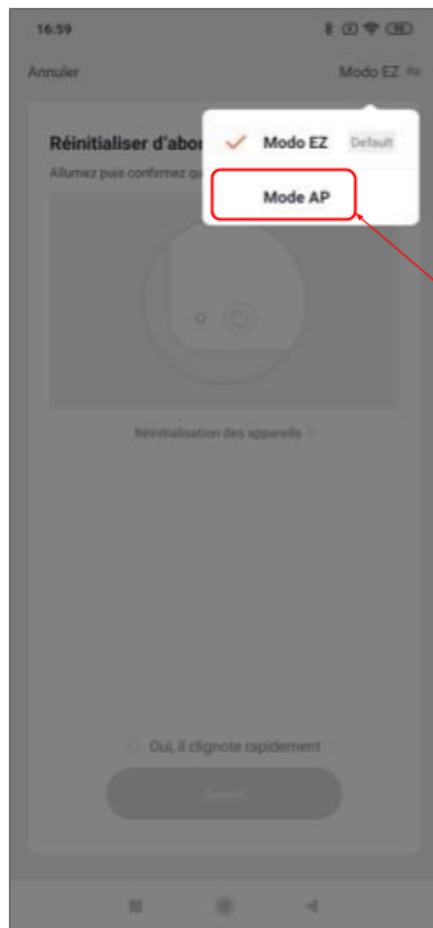 16:59
Annuler
Modo EZ
Réinitialiser d'abor
Modo EZ Default
Allumez puis confirmez qu
Mode AP
Réinitialisation des appareils
Oui, il clignote rapidement